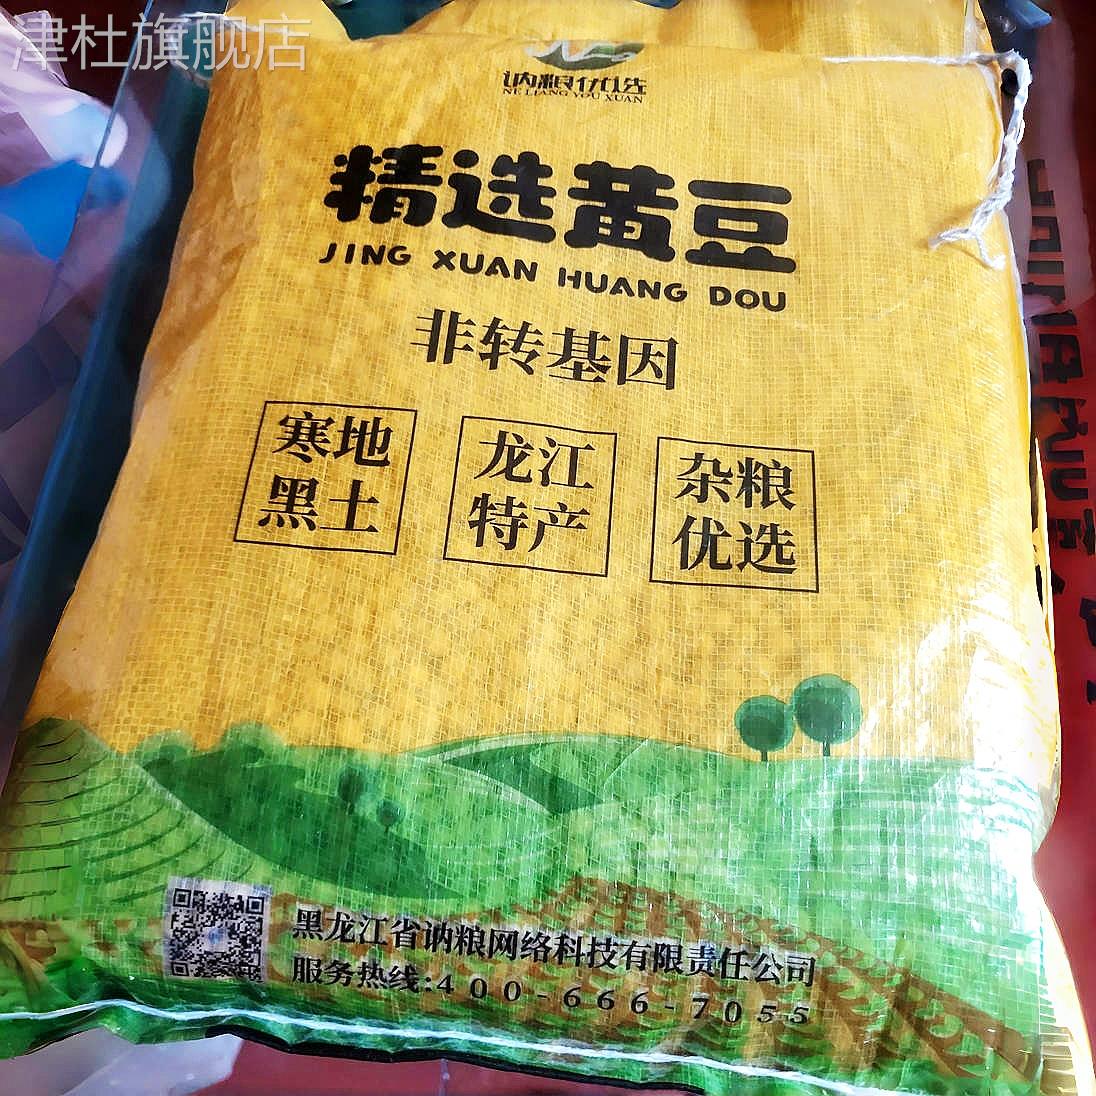 津杜旗舰店
讷粮优选
NE LIANG YOU XUAN
精选黄豆
JING XUAN HUANG DOU
非转基因
寒地
黑土
龙江
特产
杂粮
优选
黑龙江省讷粮网络科技有限责任公司
服务热线:400-666-7055